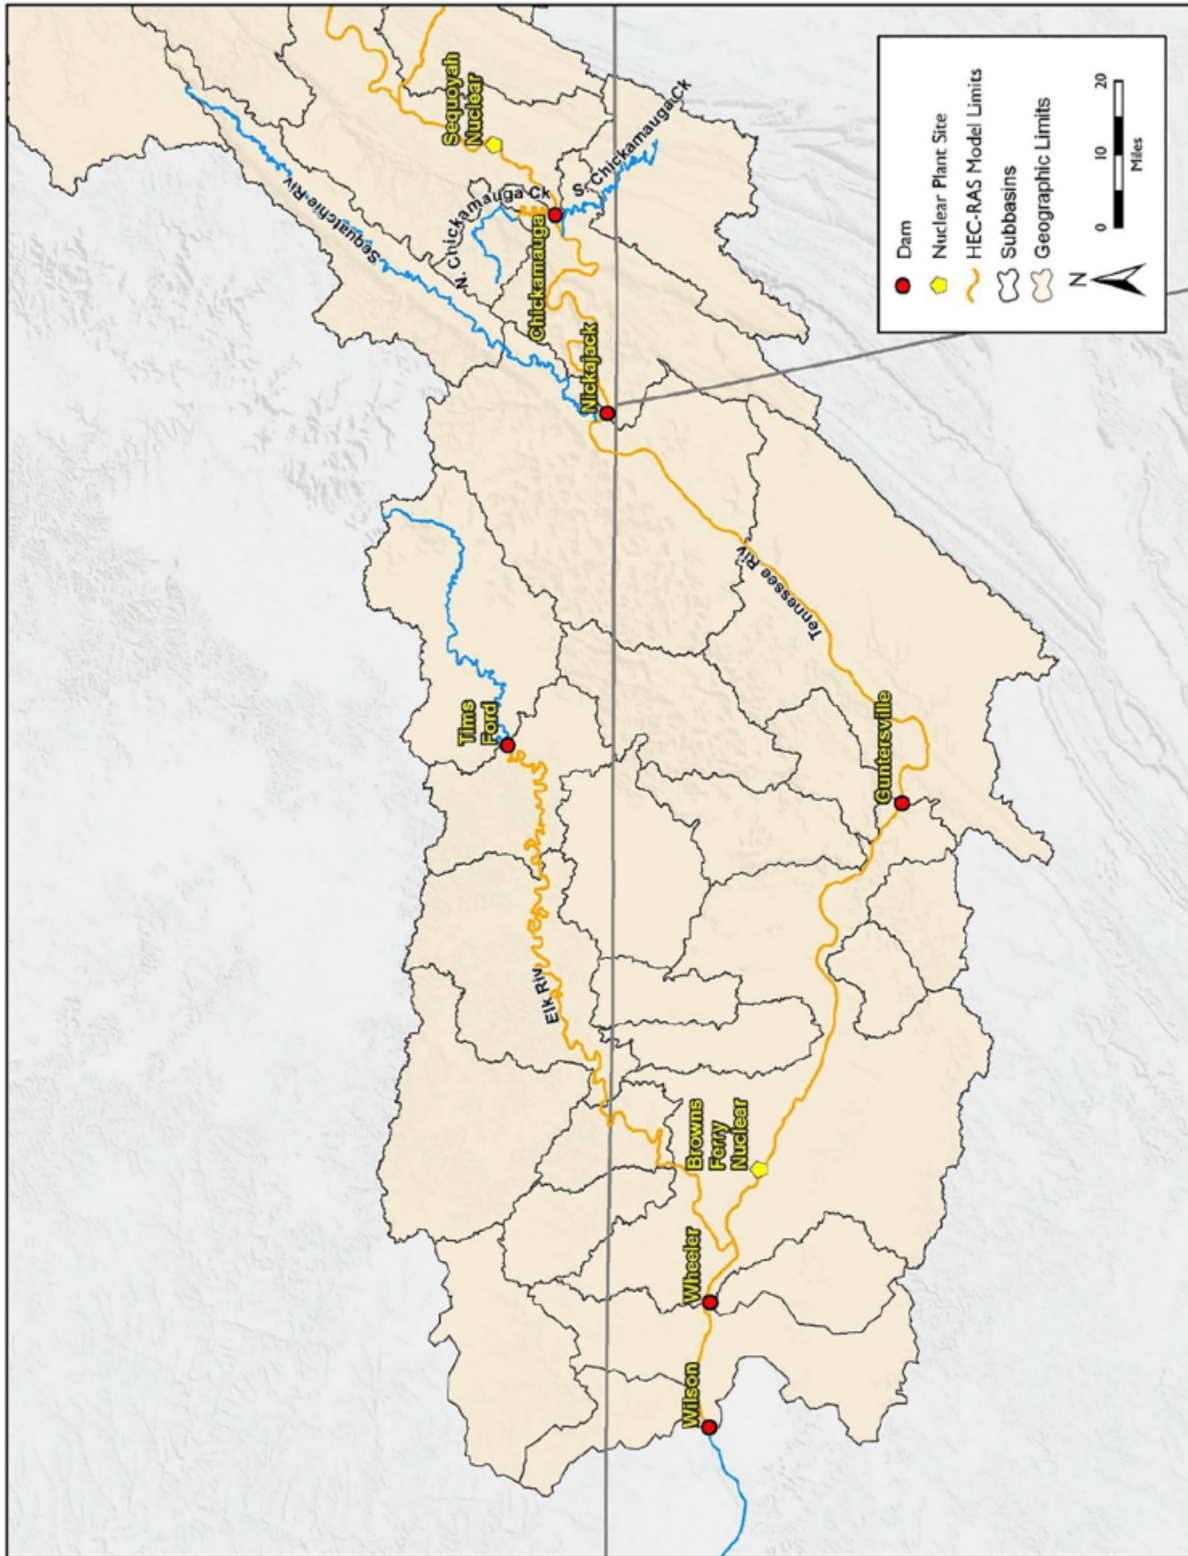 Sequoyah
Nuclear
Sequatchie Riv
N. Chickamauga Ck
S. Chickamauga Ck
Chickamauga
Nickajack
Tims
Ford
Tennessee Riv
Guntersville
Elk Riv
Browns
Ferry
Nuclear
Wheeler
Wilson
Dam
Nuclear Plant Site
HEC-RAS Model Limits
Subbasins
Geographic Limits
N
0 10 20
Miles